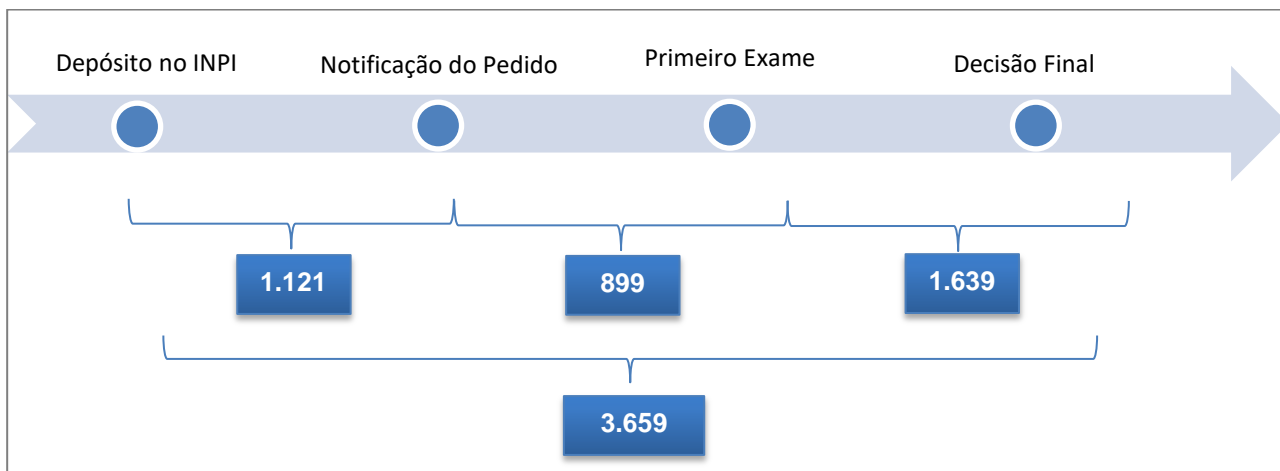 Depósito no INPI
Notificação do Pedido
Primeiro Exame
Decisão Final
1.121
899
1.639
3.659